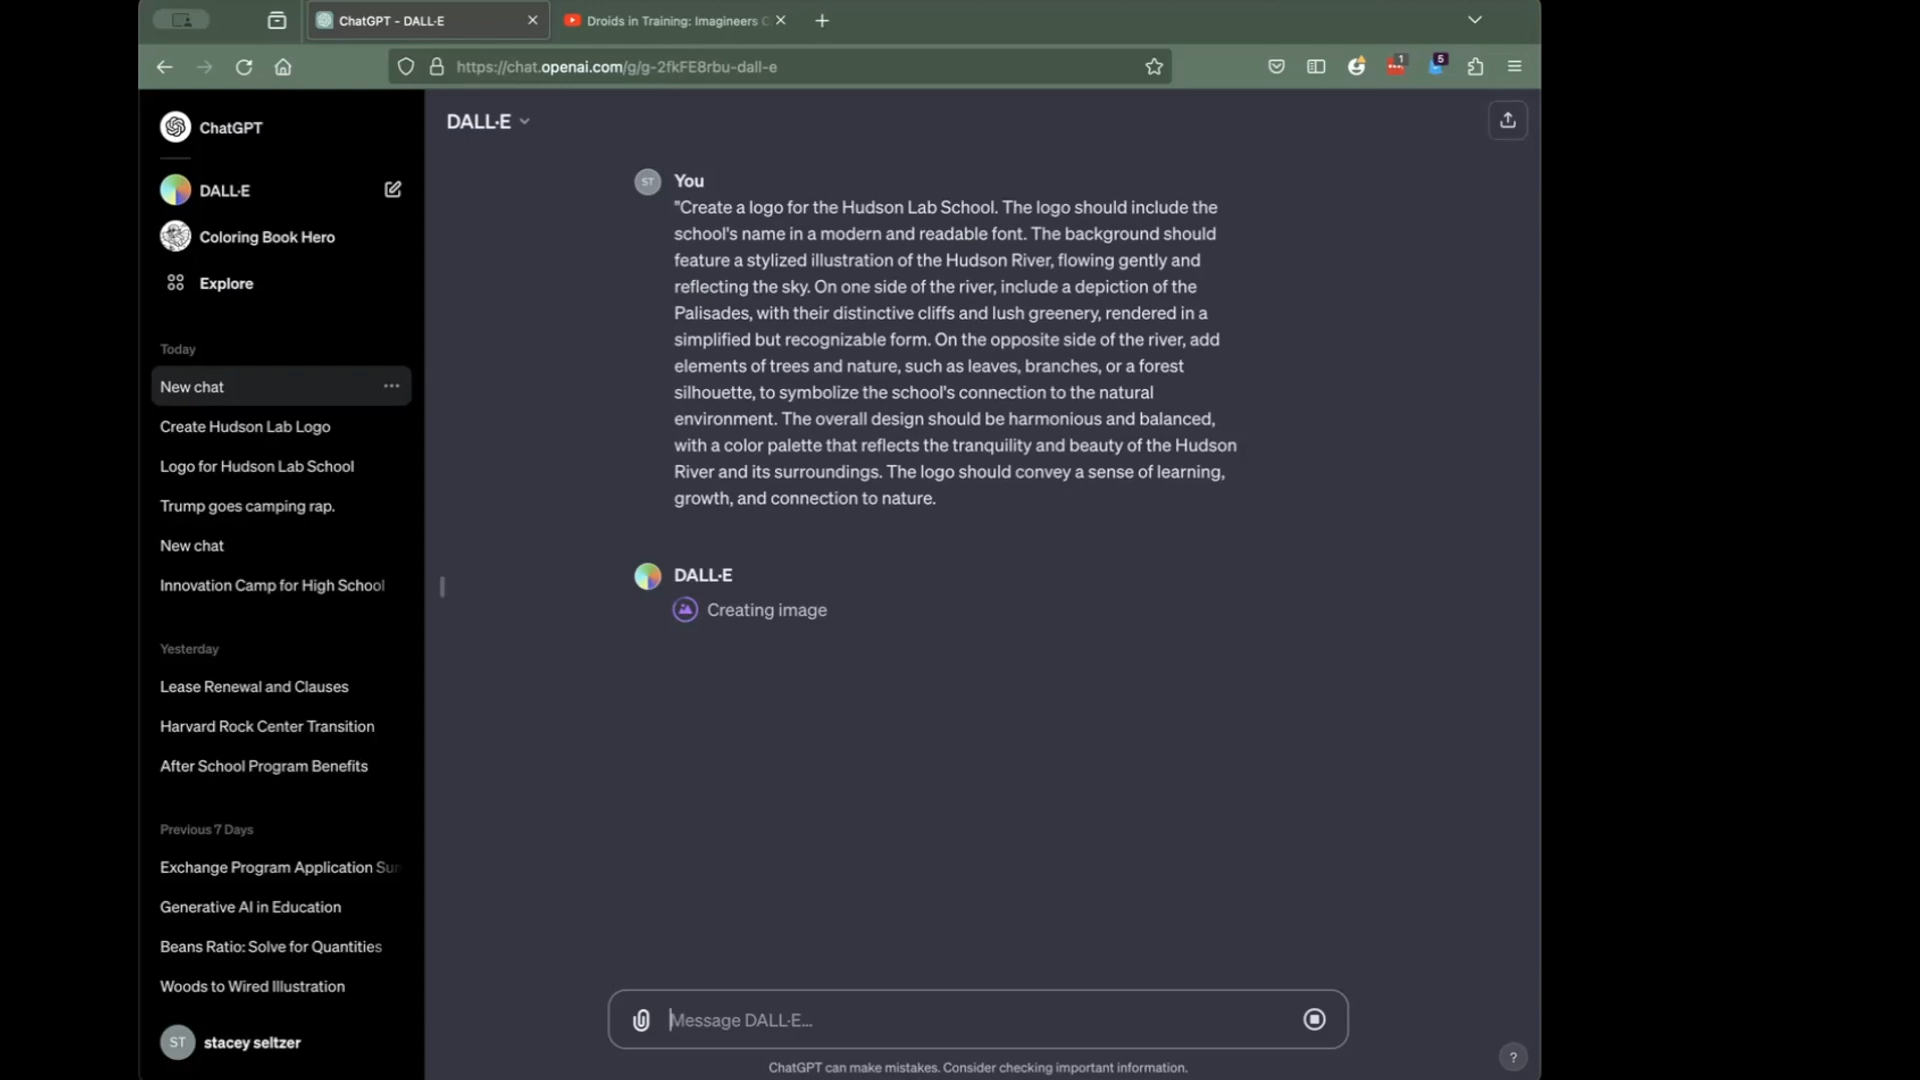 ChatGPT - DALL·E
Droids in Training: Imagineers
https://chat.openai.com/g/g-2fkFE8rbu-dall-e
1
5
ChatGPT
DALL·E
Coloring Book Hero
Explore
Today
New chat
Create Hudson Lab Logo
Logo for Hudson Lab School
Trump goes camping rap.
New chat
Innovation Camp for High School
Yesterday
Lease Renewal and Clauses
Harvard Rock Center Transition
After School Program Benefits
Previous 7 Days
Exchange Program Application
Generative AI in Education
Beans Ratio: Solve for Quantities
Woods to Wired Illustration
ST stacey seltzer
DALL·E
ST You
"Create a logo for the Hudson Lab School. The logo should include the
school's name in a modern and readable font. The background should
feature a stylized illustration of the Hudson River, flowing gently and
reflecting the sky. On one side of the river, include a depiction of the
Palisades, with their distinctive cliffs and lush greenery, rendered in a
simplified but recognizable form. On the opposite side of the river, add
elements of trees and nature, such as leaves, branches, or a forest
silhouette, to symbolize the school's connection to the natural
environment. The overall design should be harmonious and balanced,
with a color palette that reflects the tranquility and beauty of the Hudson
River and its surroundings. The logo should convey a sense of learning,
growth, and connection to nature.
DALL·E
Creating image
Message DALL·E...
ChatGPT can make mistakes. Consider checking important information.
?